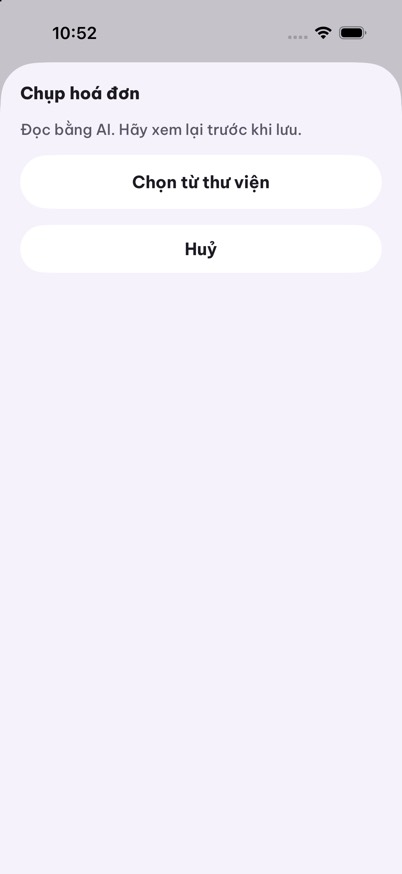 10:52
Chụp hoá đơn
Đọc bằng AI. Hãy xem lại trước khi lưu.
Chọn từ thư viện
Huỷ